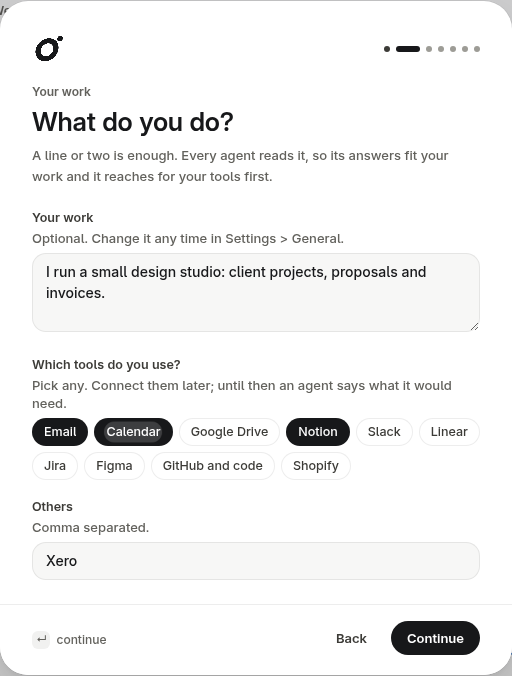 Your work
What do you do?
A line or two is enough. Every agent reads it, so its answers fit your
work and it reaches for your tools first.
Your work
Optional. Change it any time in Settings > General.
I run a small design studio: client projects, proposals and
invoices.
Which tools do you use?
Pick any. Connect them later; until then an agent says what it would
need.
Email Calendar Google Drive Notion Slack Linear
Jira Figma GitHub and code Shopify
Others
Comma separated.
Xero
continue Back Continue